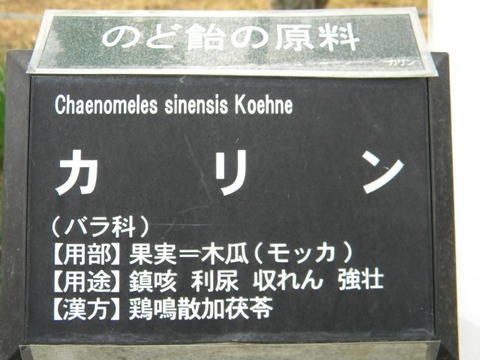 のど飴の原料
カリン
Chaenomeles sinensis Koehne
カリン
(バラ科)
【用部】果実=木瓜(モッカ)
【用途】鎮咳 利尿 収れん 強壮
【漢方】鶏鳴散加茯苓